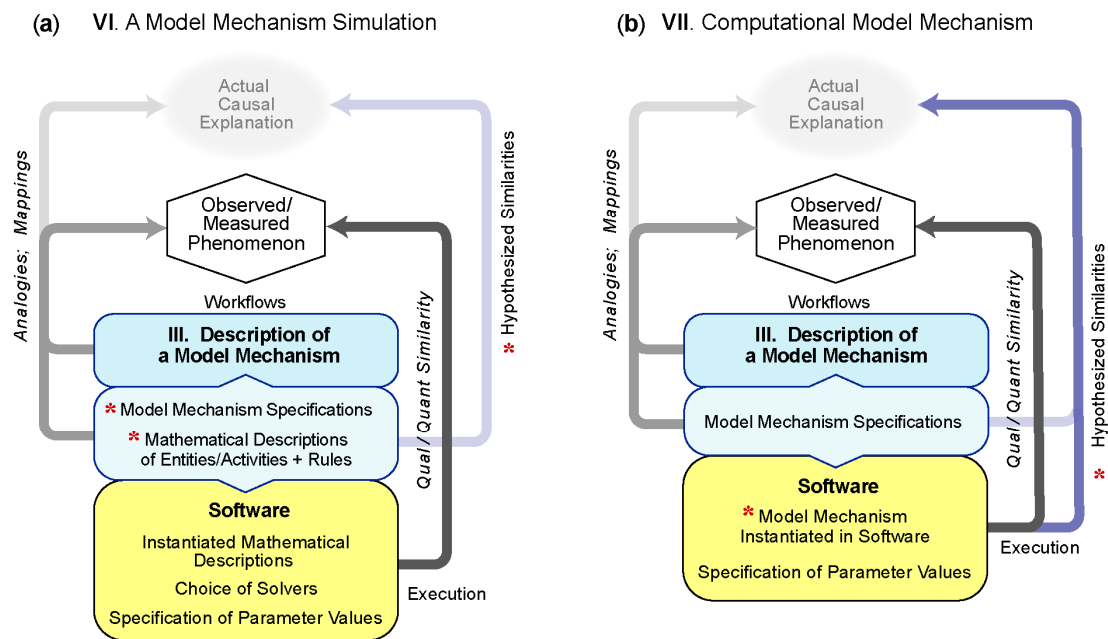 (a) VI. A Model Mechanism Simulation
Actual
Causal
Explanation
Analogies; Mappings
* Hypothesized Similarities
Observed/
Measured
Phenomenon
Qual/Quant Similarity
Workflows
III. Description of
a Model Mechanism
* Model Mechanism Specifications
* Mathematical Descriptions
of Entities/Activities + Rules
Software
Instantiated Mathematical
Descriptions
Choice of Solvers
Specification of Parameter Values
Execution
(b) VII. Computational Model Mechanism
Actual
Causal
Explanation
Analogies; Mappings
* Hypothesized Similarities
Observed/
Measured
Phenomenon
Qual/Quant Similarity
Workflows
III. Description of
a Model Mechanism
Model Mechanism Specifications
Software
* Model Mechanism
Instantiated in Software
Specification of Parameter Values
Execution